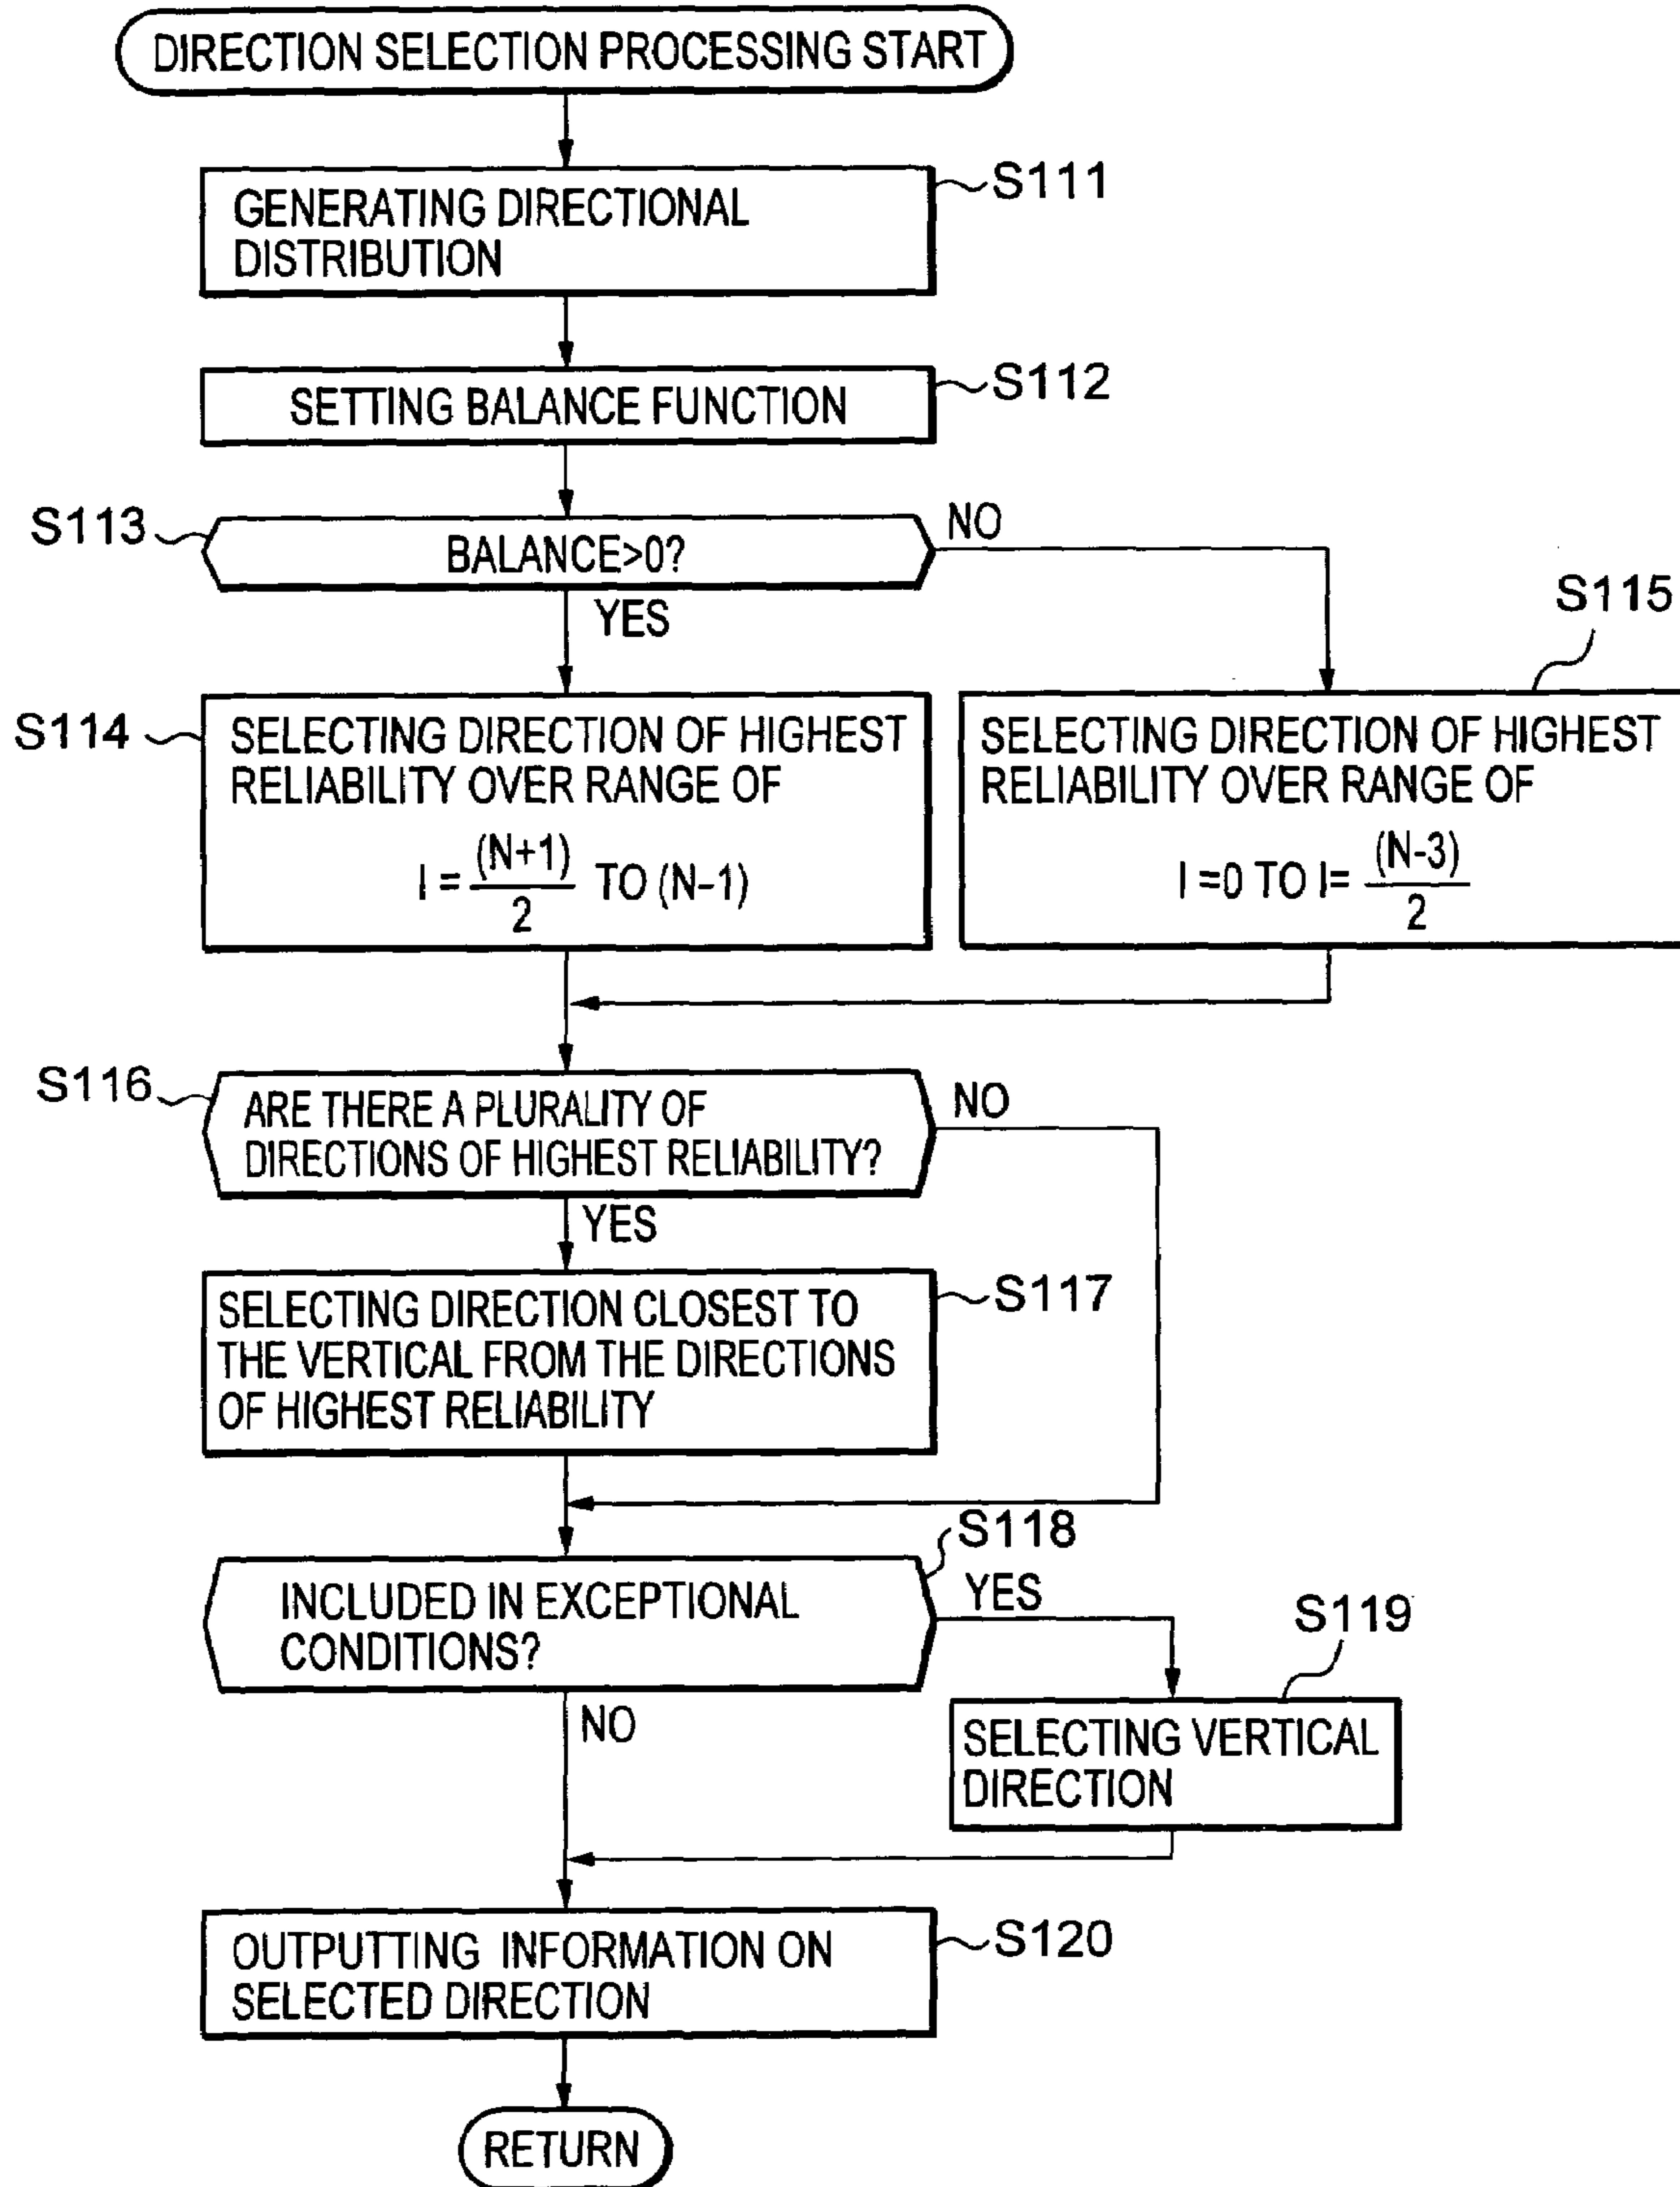 DIRECTION SELECTION PROCESSING START
GENERATING DIRECTIONAL
DISTRIBUTION
S111
SETTING BALANCE FUNCTION
S112
S113
BALANCE>0?
NO
YES
S115
S114
SELECTING DIRECTION OF HIGHEST
RELIABILITY OVER RANGE OF
I = (N+1)/2 TO (N-1)
SELECTING DIRECTION OF HIGHEST
RELIABILITY OVER RANGE OF
I =0 TO I= (N-3)/2
S116
ARE THERE A PLURALITY OF
DIRECTIONS OF HIGHEST RELIABILITY?
NO
YES
SELECTING DIRECTION CLOSEST TO
THE VERTICAL FROM THE DIRECTIONS
OF HIGHEST RELIABILITY
S117
S118
INCLUDED IN EXCEPTIONAL
CONDITIONS?
YES
NO
S119
SELECTING VERTICAL
DIRECTION
OUTPUTTING INFORMATION ON
SELECTED DIRECTION
S120
RETURN